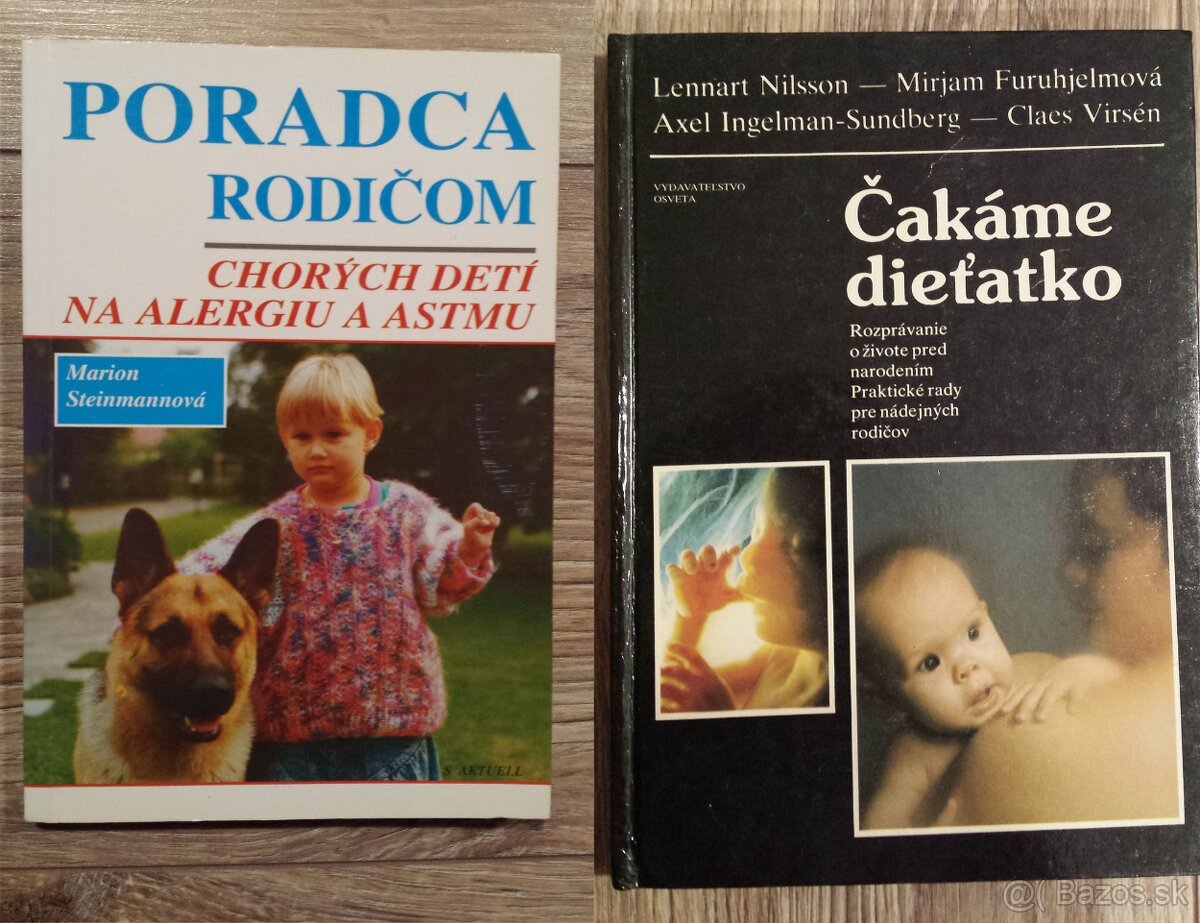 PORADCA
RODIČOM
CHORÝCH DETÍ
NA ALERGIU A ASTMU
Marion
Steinmannová
S AKTUELL
Lennart Nilsson — Mirjam Furuhjelmová
Axel Ingelman-Sundberg — Claes Virsén
VYDAVATEĽSTVO
OSVETA
Čakáme
dieťatko
Rozprávanie
o živote pred
narodením
Praktické rady
pre nádejných
rodičov
@( Bazos.sk